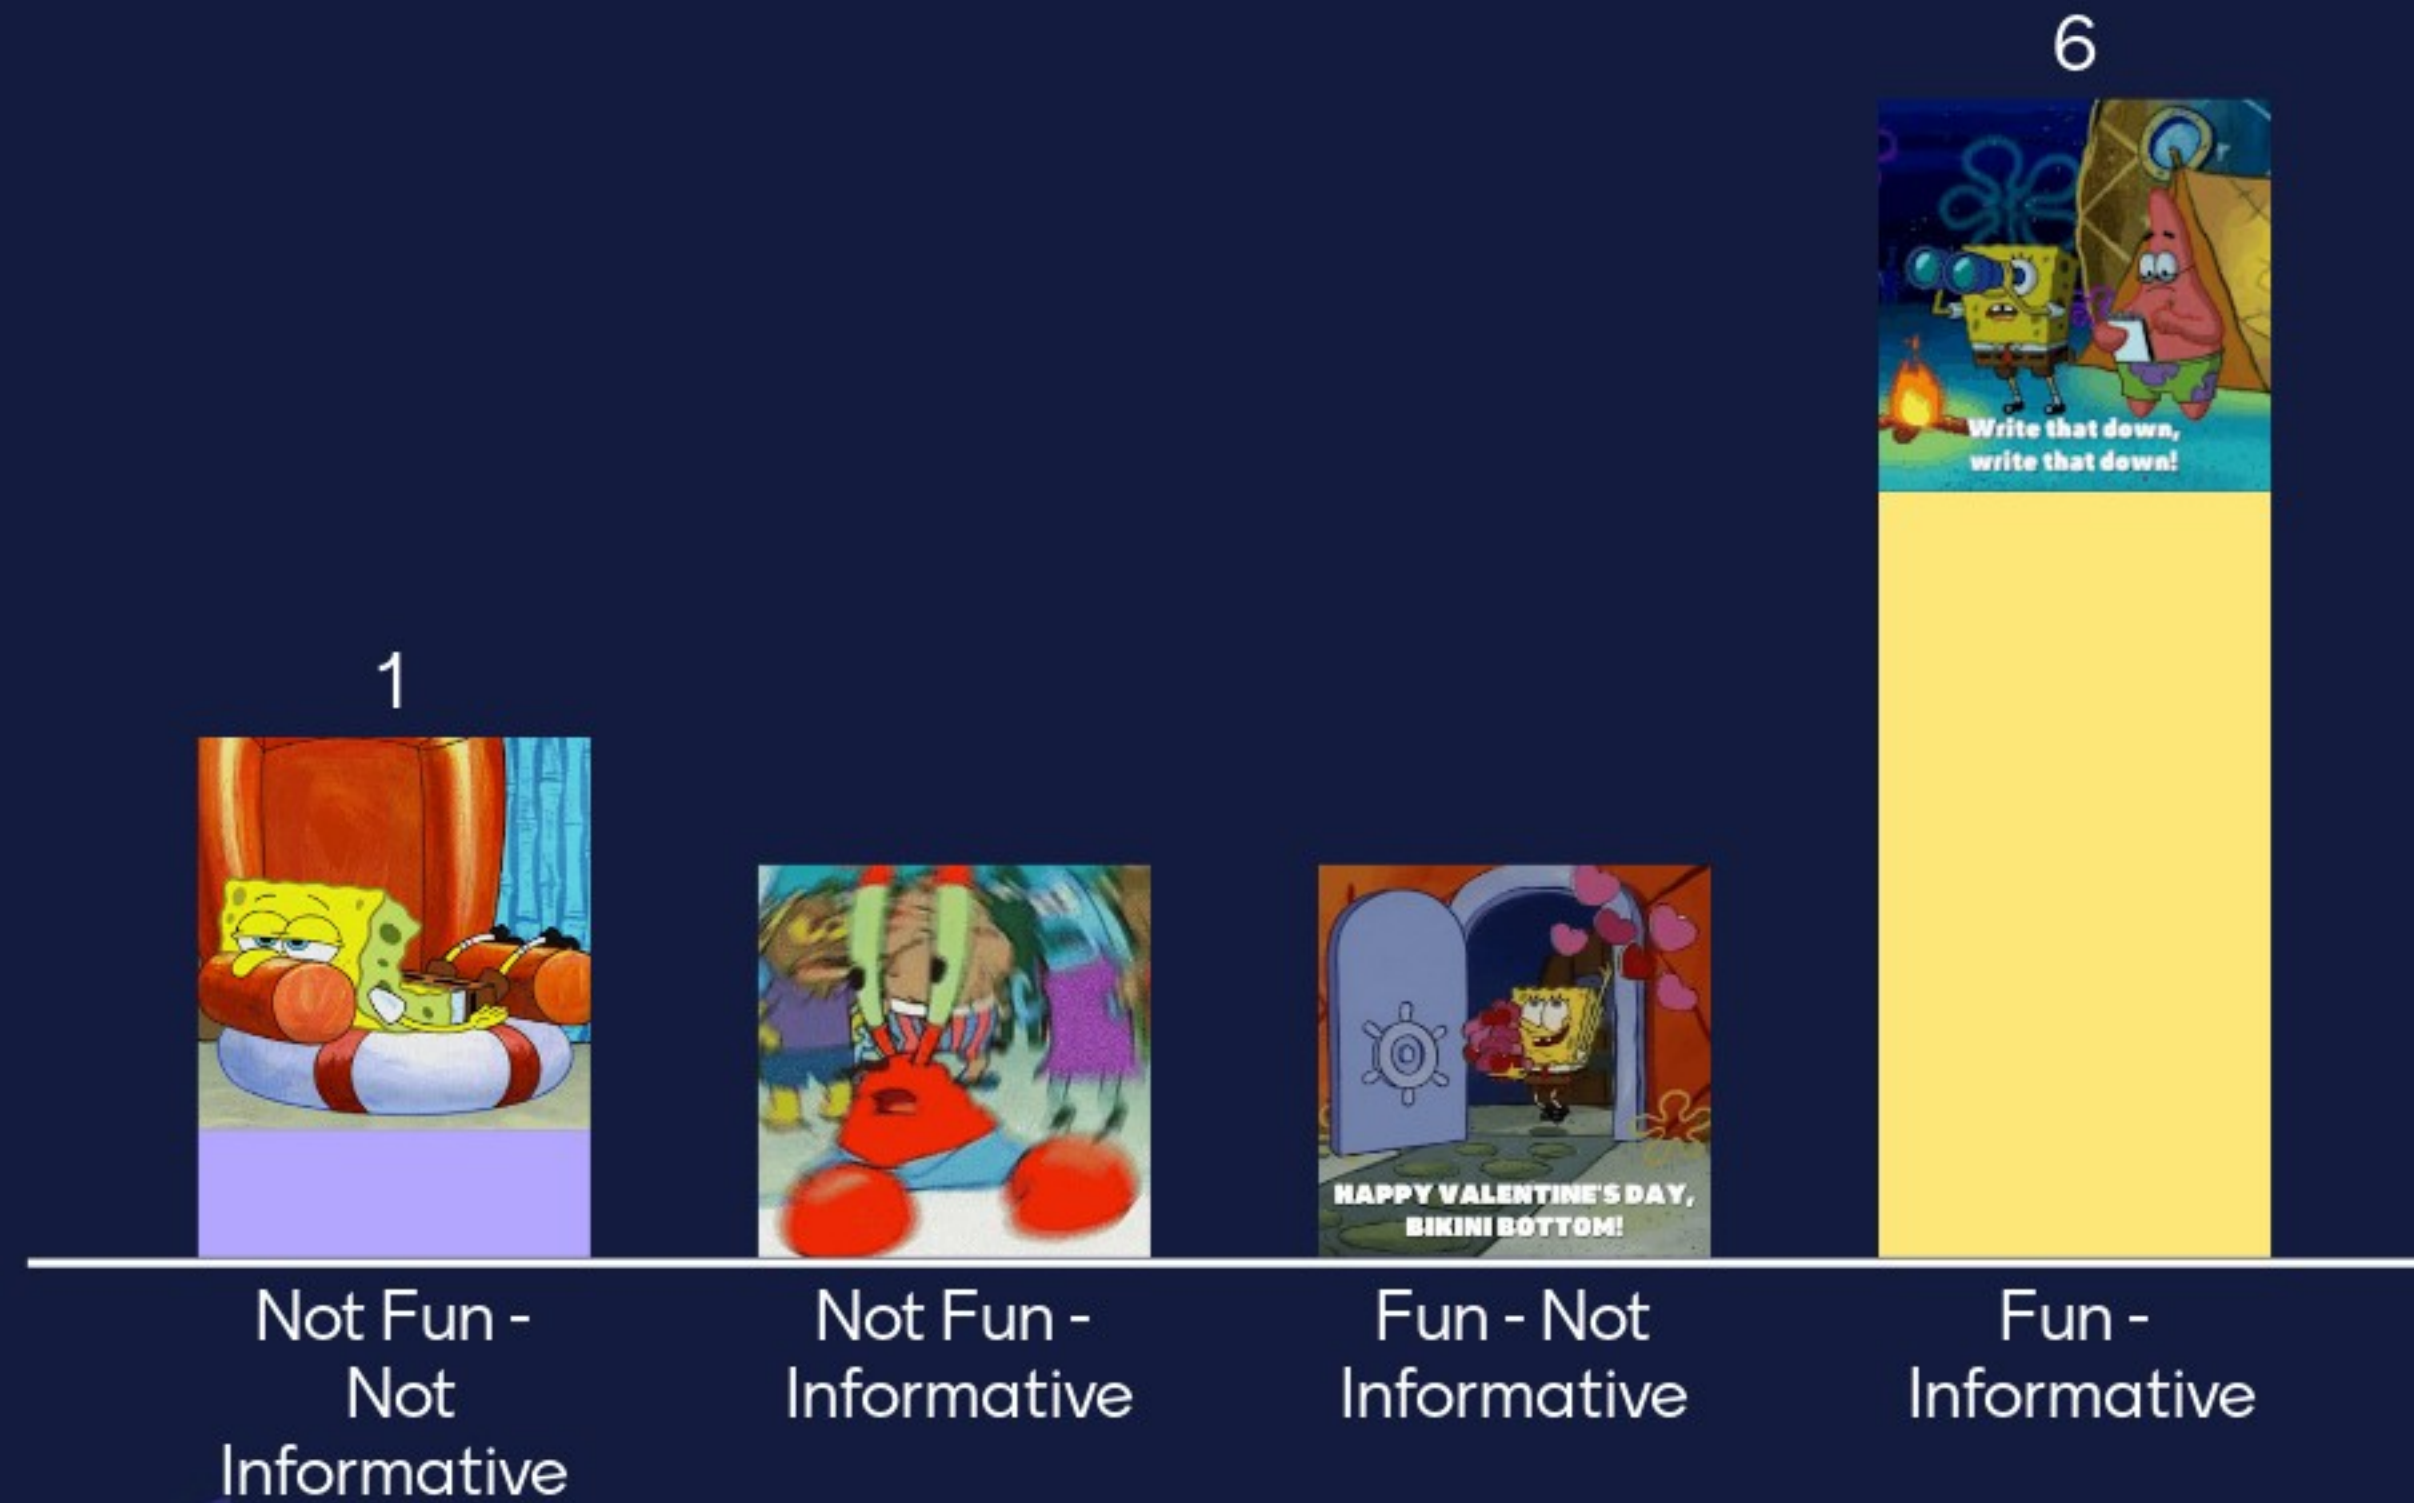 6
Write that down,
write that down!
1
HAPPY VALENTINE'S DAY,
BIKINI BOTTOM!
Not Fun -
Not
Informative
Not Fun -
Informative
Fun - Not
Informative
Fun -
Informative